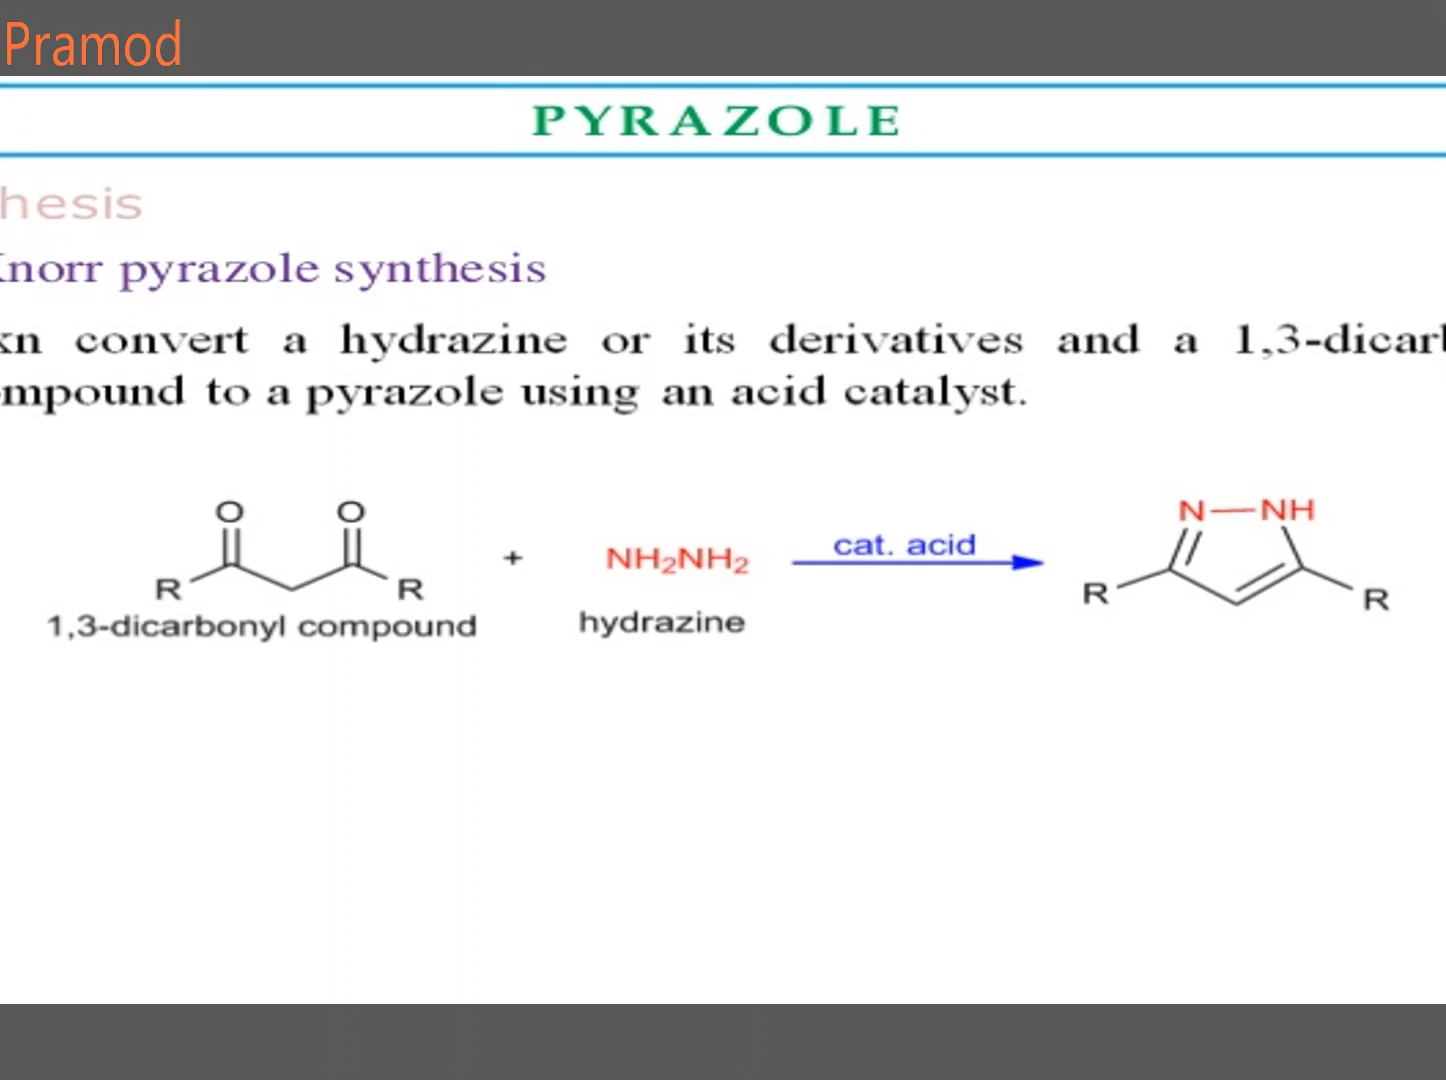 Pramod
PYRAZOLE
hesis
norr pyrazole synthesis
convert a hydrazine or its derivatives and a 1,3-dicar
mpound to a pyrazole using an acid catalyst.
O O
R R
+ NH2NH2
cat. acid
N NH
R R
1,3-dicarbonyl compound
hydrazine